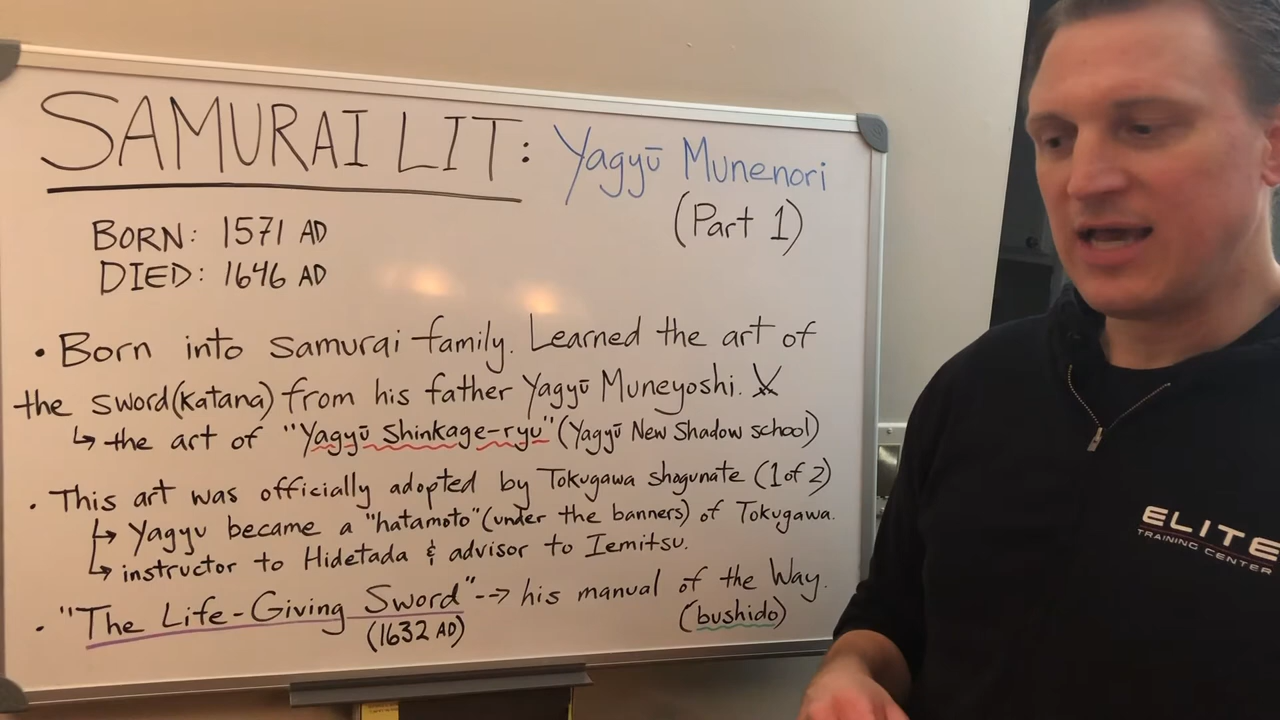 SAMURAI LIT: Yagyū Munenori
(Part 1)
BORN: 1571 AD
DIED: 1646 AD
• Born into samurai family. Learned the art of
the sword(katana) from his father Yagyū Muneyoshi.
↳ the art of "Yagyū Shinkage-ryu" (Yagyū New Shadow school)
• This art was officially adopted by Tokugawa shogunate (1 of 2)
↳ Yagyu became a "hatamoto" (under the banners) of Tokugawa.
↳ instructor to Hidetada & advisor to Iemitsu.
• "The Life-Giving Sword" --> his manual of the Way.
(1632 AD) (bushido)
ELITE
TRAINING CENTER